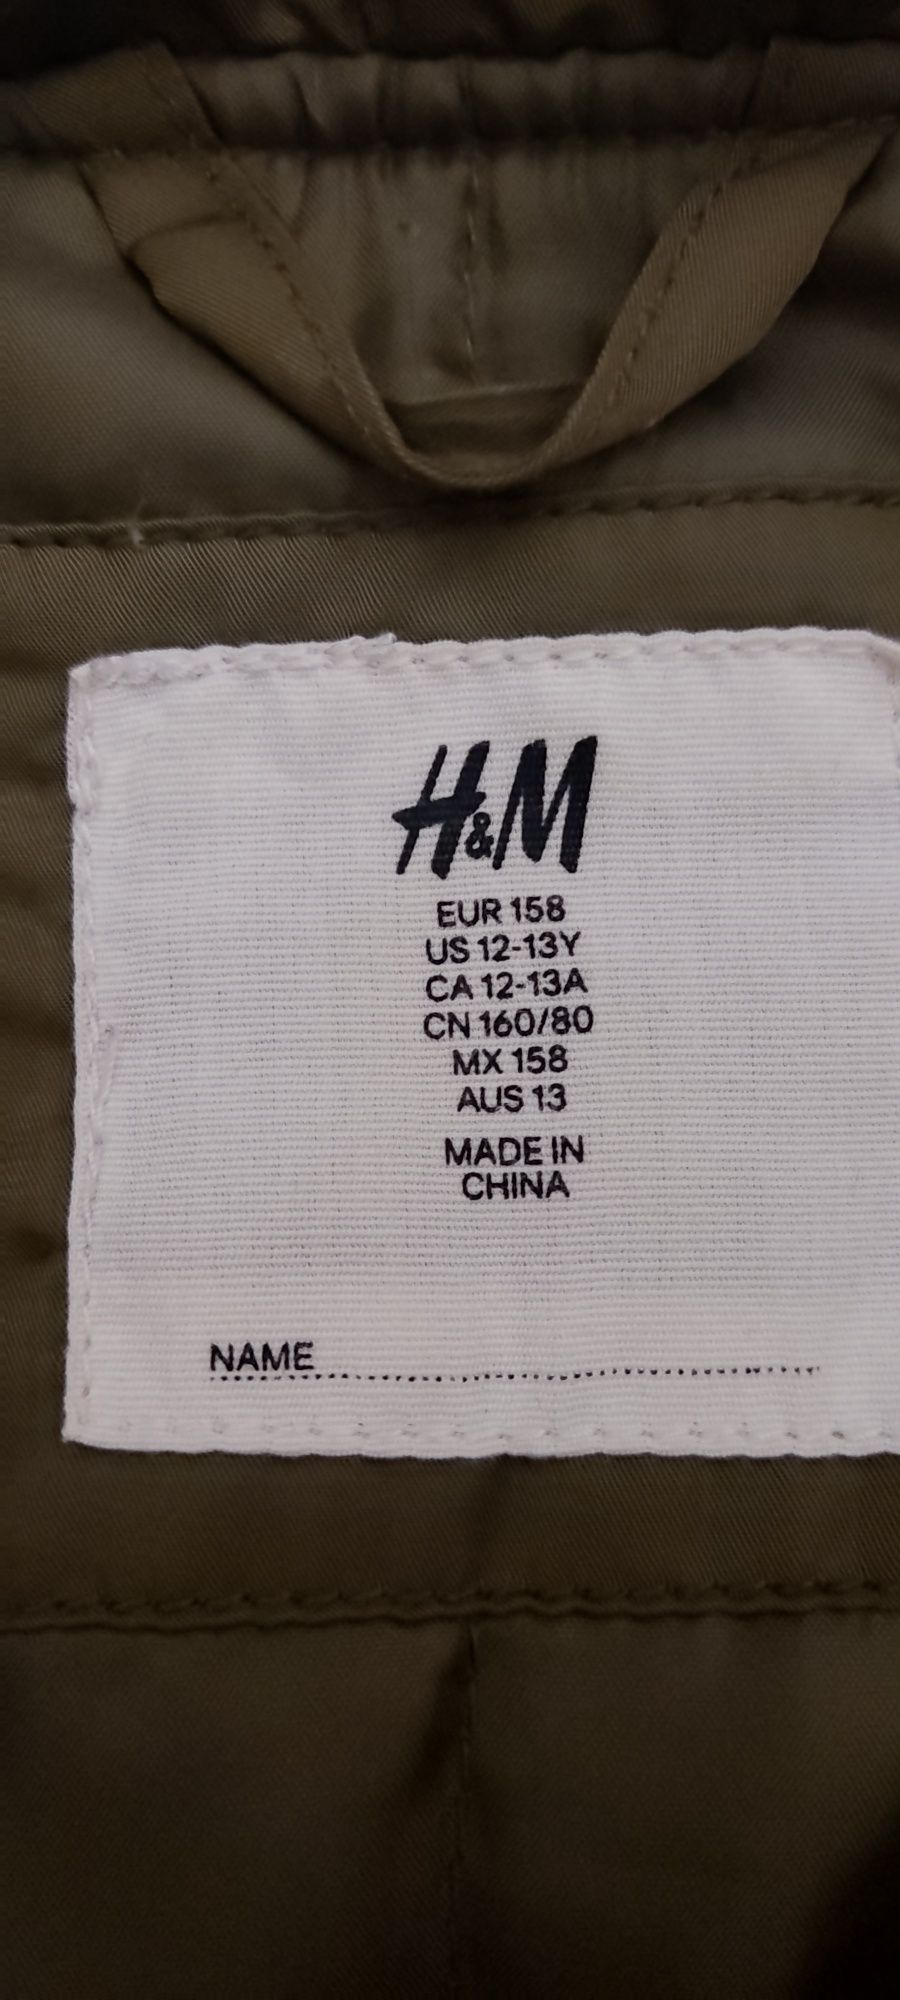 H&M
EUR 158
US 12-13Y
CA 12-13A
CN 160/80
MX 158
AUS 13
MADE IN
CHINA
NAME